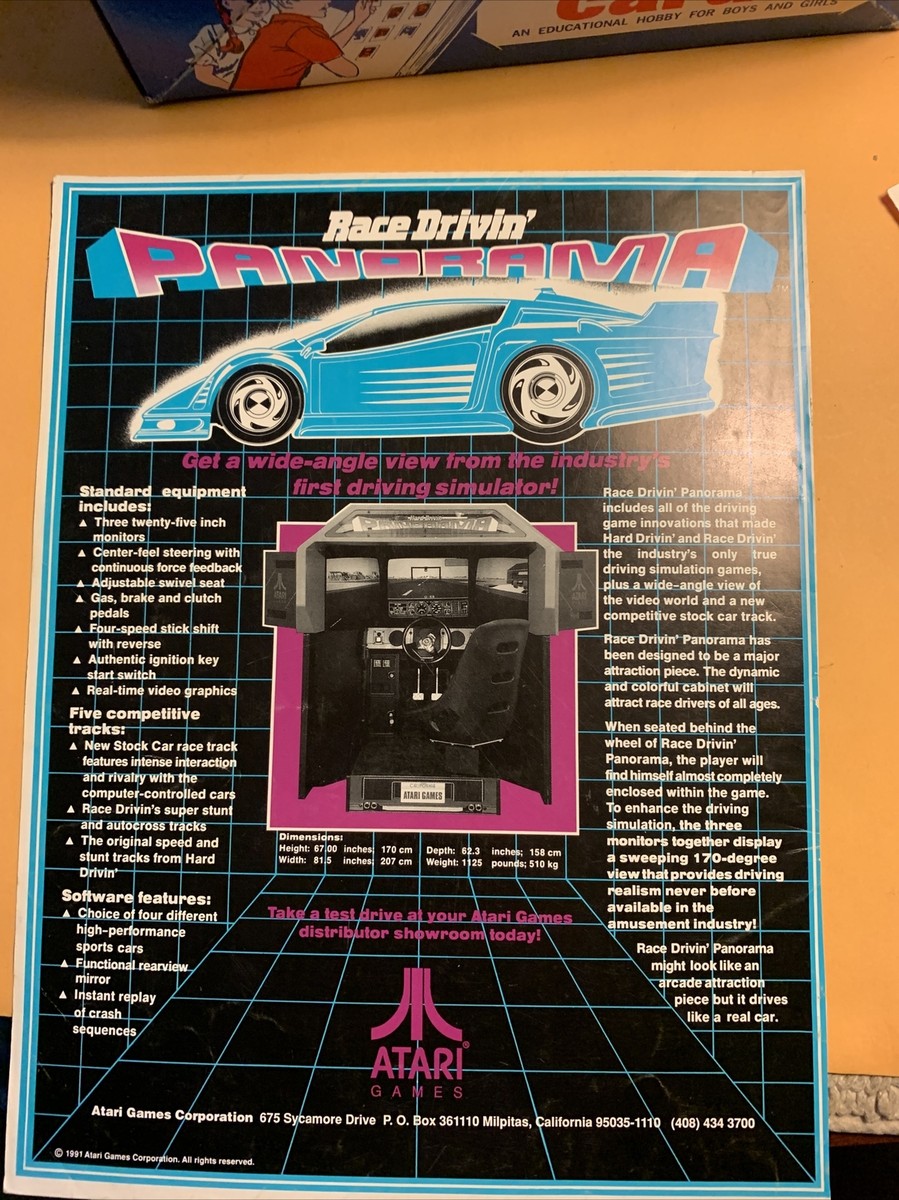 AN EDUCATIONAL HOBBY FOR BOYS AND GIRLS
Race Drivin'
PANORAMA™
Get a wide-angle view from the industry's
first driving simulator!
Standard equipment
includes:
▲ Three twenty-five inch
monitors
▲ Center-feel steering with
continuous force feedback
▲ Adjustable swivel seat
▲ Gas, brake and clutch
pedals
▲ Four-speed stick shift
with reverse
▲ Authentic ignition key
start switch
▲ Real-time video graphics
Five competitive
tracks:
▲ New Stock Car race track
features intense interaction
and rivalry with the
computer-controlled cars
▲ Race Drivin's super stunt
and autocross tracks
▲ The original speed and
stunt tracks from Hard
Drivin'
Software features:
▲ Choice of four different
high-performance
sports cars
▲ Functional rearview
mirror
▲ Instant replay
of crash
sequences
PANORAMA
ATARI GAMES
Dimensions:
Height: 67.00 inches; 170 cm Depth: 62.3 inches; 158 cm
Width: 81.5 inches; 207 cm Weight: 1125 pounds; 510 kg
Race Drivin' Panorama
includes all of the driving
game innovations that made
Hard Drivin' and Race Drivin'
the industry's only true
driving simulation games,
plus a wide-angle view of
the video world and a new
competitive stock car track.
Race Drivin' Panorama has
been designed to be a major
attraction piece. The dynamic
and colorful cabinet will
attract race drivers of all ages.
When seated behind the
wheel of Race Drivin'
Panorama, the player will
find himself almost completely
enclosed within the game.
To enhance the driving
simulation, the three
monitors together display
a sweeping 170-degree
view that provides driving
realism never before
available in the
amusement industry!
Race Drivin' Panorama
might look like an
arcade attraction
piece but it drives
like a real car.
Take a test drive at your Atari Games
distributor showroom today!
ATARI®
GAMES
Atari Games Corporation 675 Sycamore Drive P. O. Box 361110 Milpitas, California 95035-1110 (408) 434 3700
© 1991 Atari Games Corporation. All rights reserved.